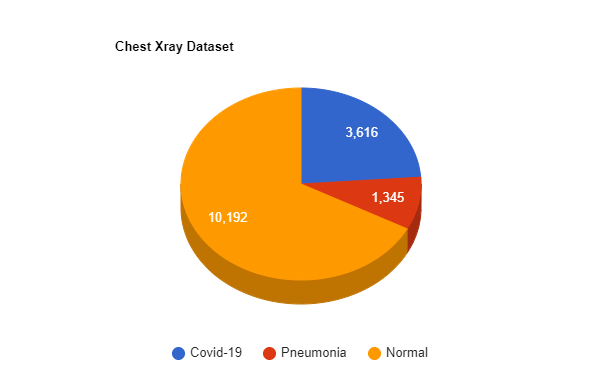 Chest Xray Dataset
3,616
1,345
10,192
Covid-19 Pneumonia Normal